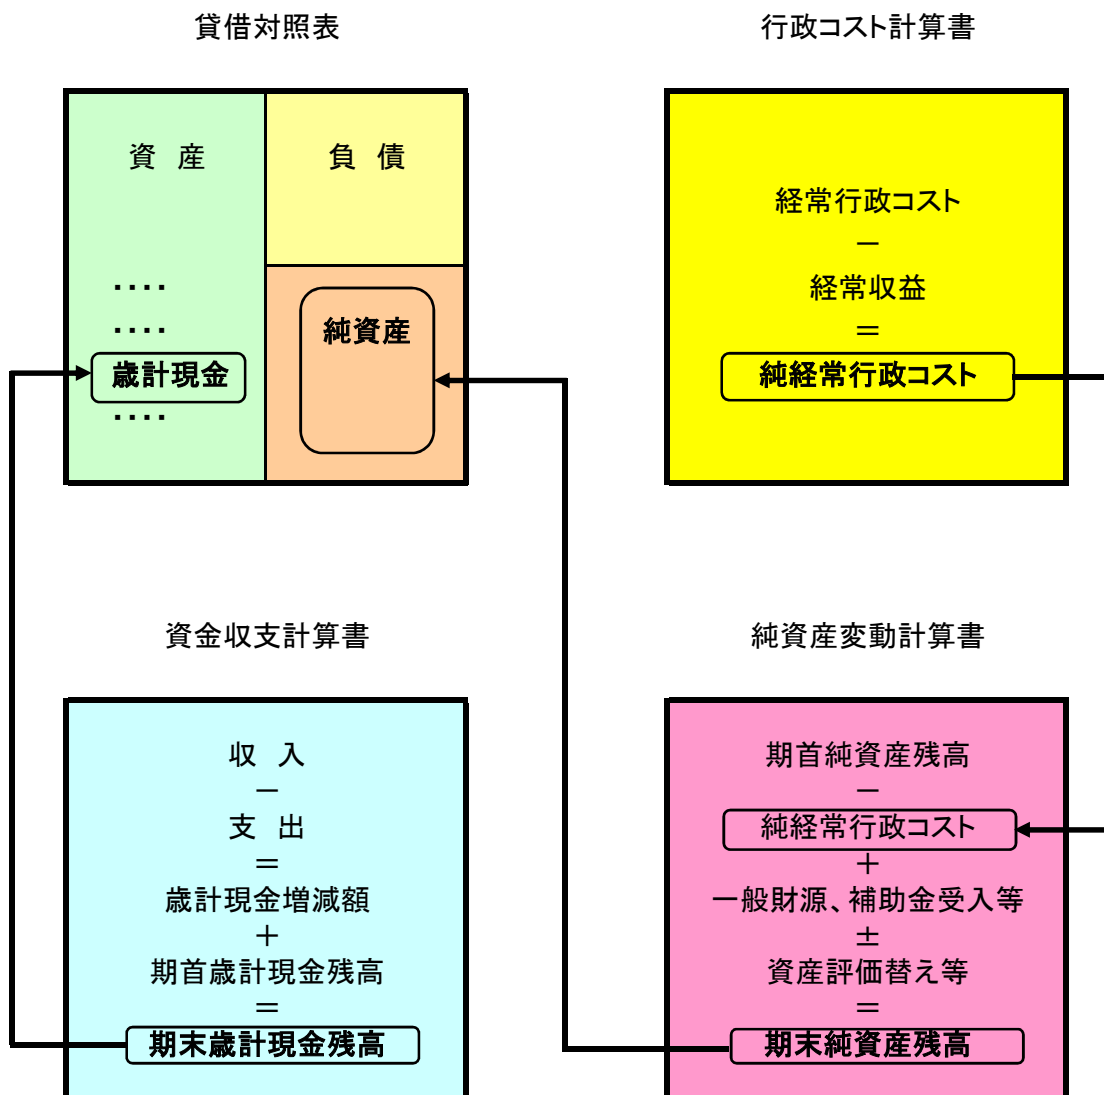 貸借対照表
資 産
負 債
‥‥
‥‥
歳計現金
‥‥
純資産
行政コスト計算書
経常行政コスト
－
経常収益
＝
純経常行政コスト
資金収支計算書
収 入
－
支 出
＝
歳計現金増減額
＋
期首歳計現金残高
＝
期末歳計現金残高
純資産変動計算書
期首純資産残高
－
純経常行政コスト
＋
一般財源、補助金受入等
±
資産評価替え等
＝
期末純資産残高